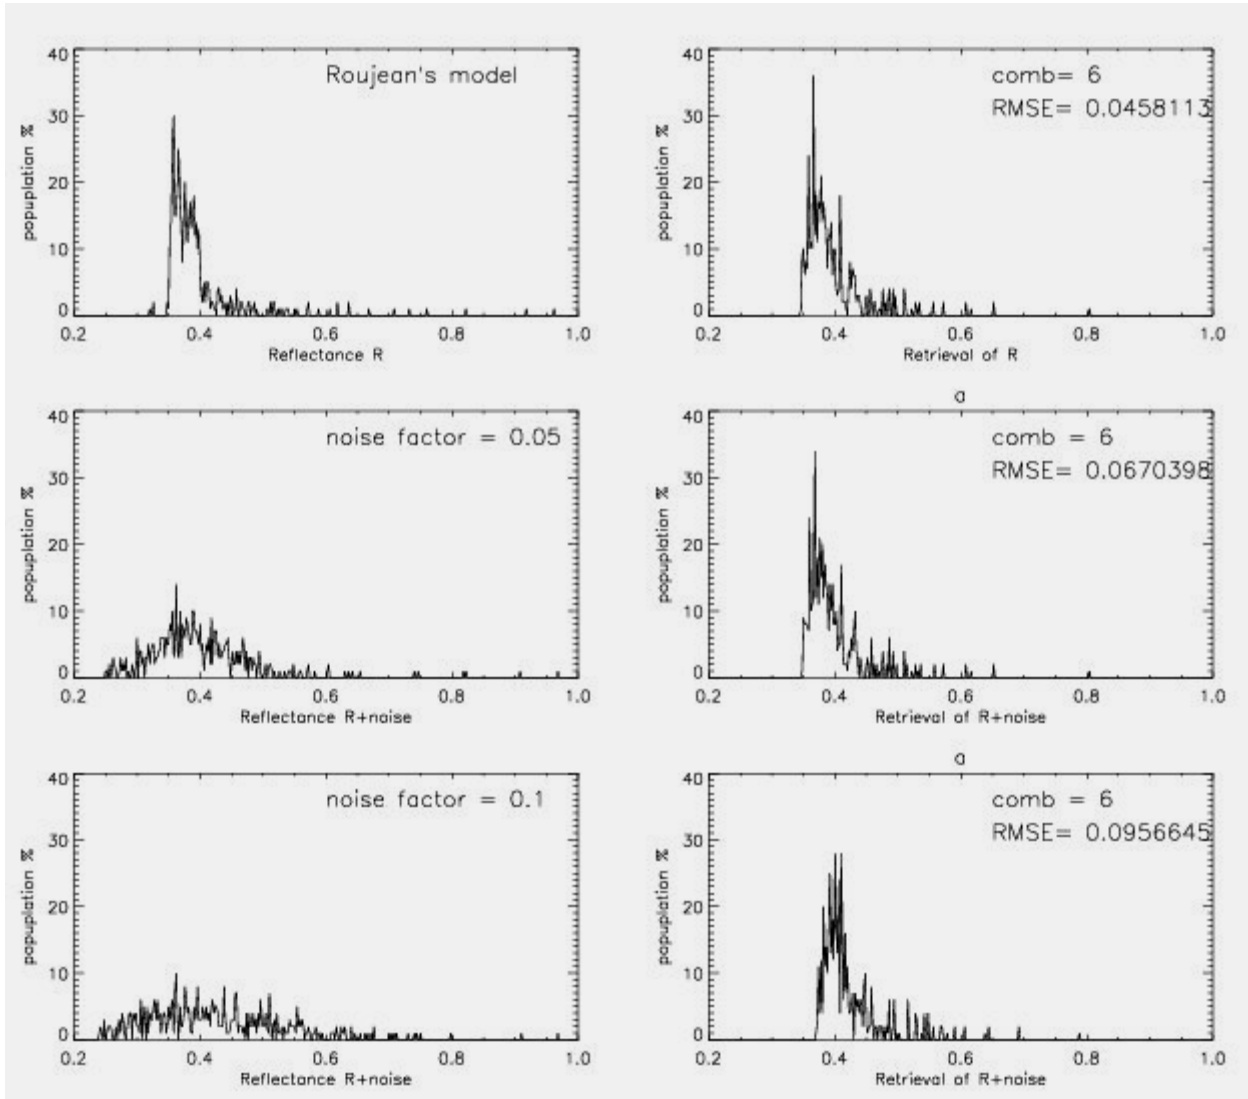 Roujean's model
40
30
20
10
0
popuplation %
0.2 0.4 0.6 0.8 1.0
Reflectance R
comb= 6
RMSE= 0.0458113
40
30
20
10
0
popuplation %
0.2 0.4 0.6 0.8 1.0
Retrieval of R
noise factor = 0.05
40
30
20
10
0
popuplation %
0.2 0.4 0.6 0.8 1.0
Reflectance R+noise
a
comb = 6
RMSE= 0.0670398
40
30
20
10
0
popuplation %
0.2 0.4 0.6 0.8 1.0
Retrieval of R+noise
noise factor = 0.1
40
30
20
10
0
popuplation %
0.2 0.4 0.6 0.8 1.0
Reflectance R+noise
a
comb = 6
RMSE= 0.0956645
40
30
20
10
0
popuplation %
0.2 0.4 0.6 0.8 1.0
Retrieval of R+noise